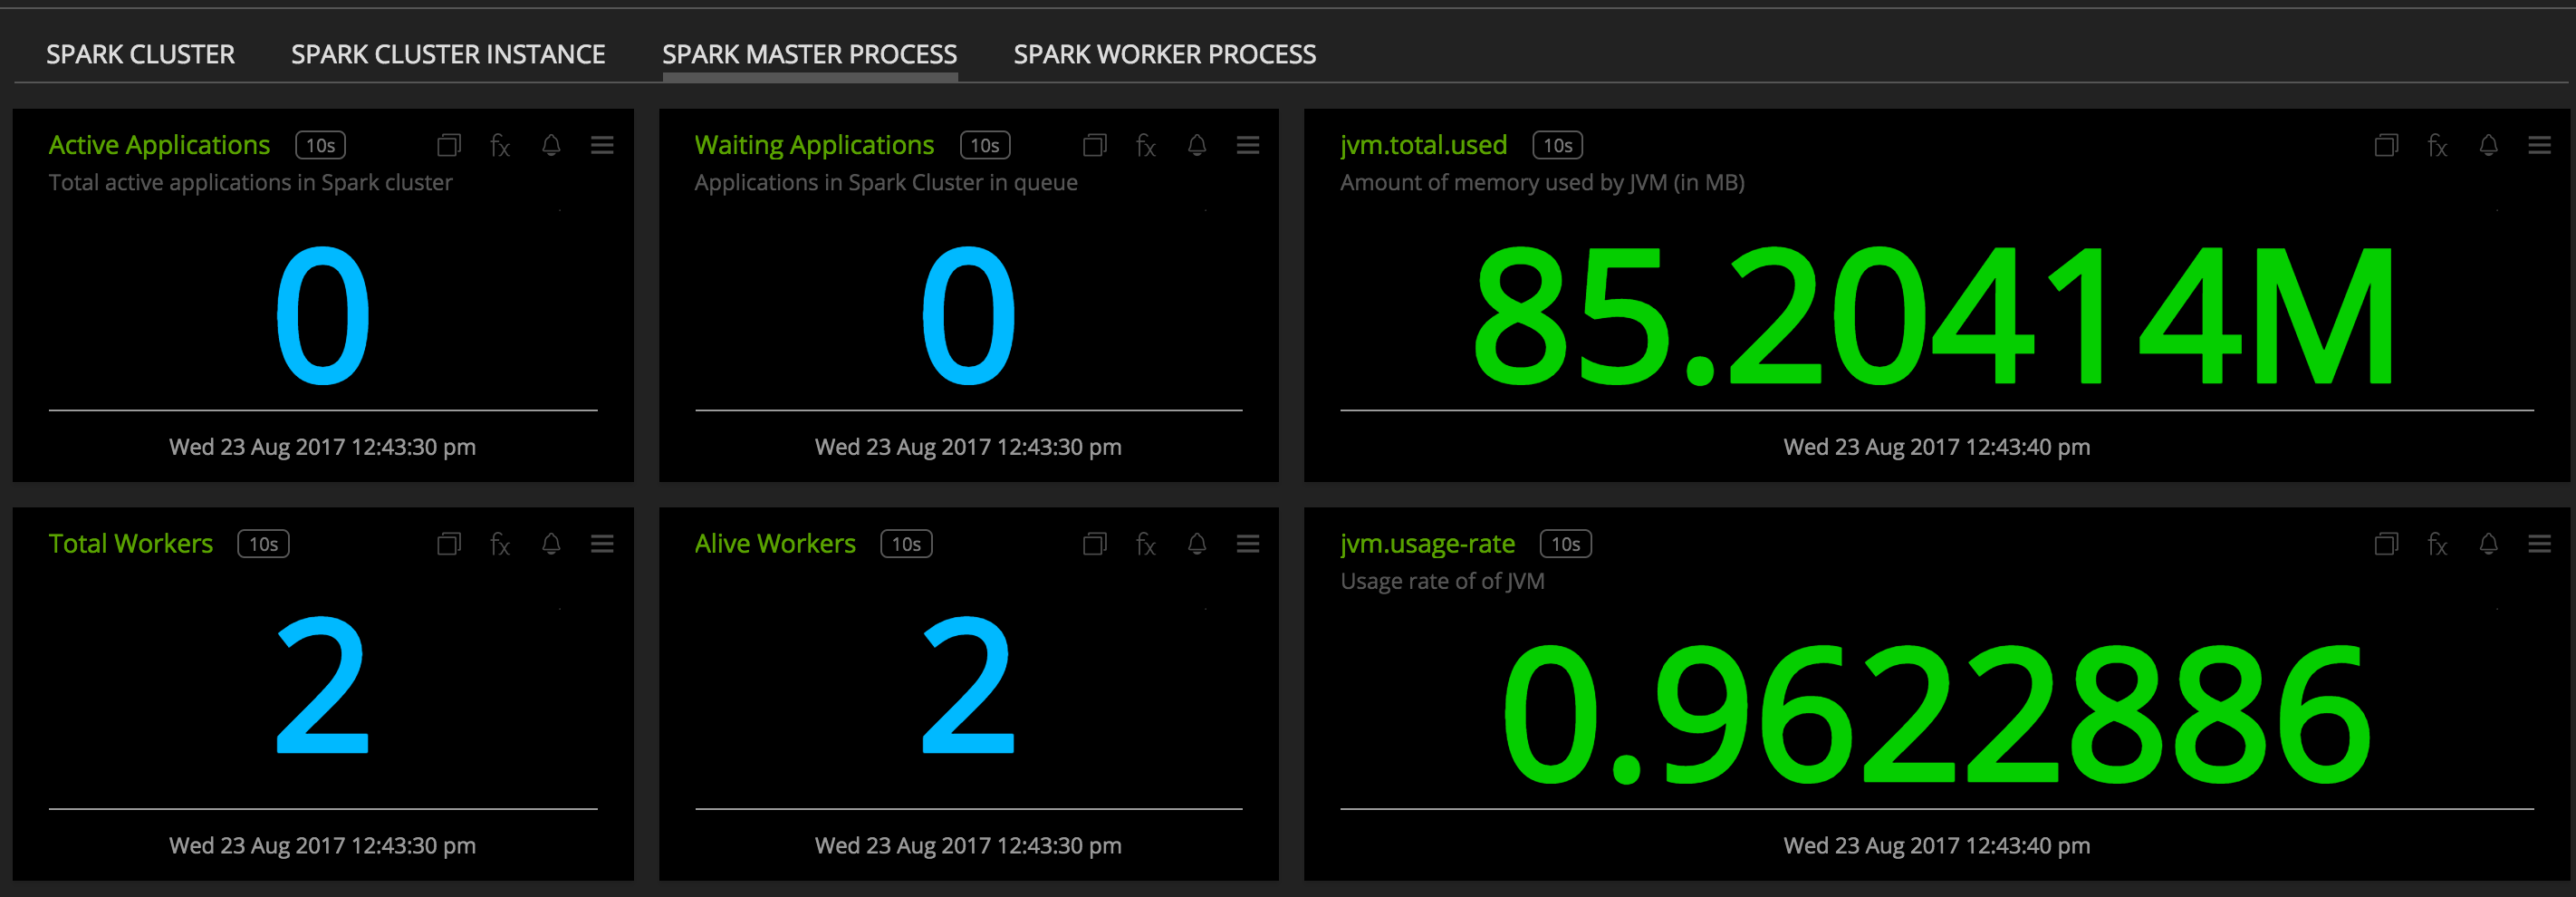 SPARK CLUSTER SPARK CLUSTER INSTANCE SPARK MASTER PROCESS SPARK WORKER PROCESS
Active Applications 10s fx
Total active applications in Spark cluster
0
Wed 23 Aug 2017 12:43:30 pm
Waiting Applications 10s fx
Applications in Spark Cluster in queue
0
Wed 23 Aug 2017 12:43:30 pm
jvm.total.used 10s fx
Amount of memory used by JVM (in MB)
85.20414M
Wed 23 Aug 2017 12:43:40 pm
Total Workers 10s fx
2
Wed 23 Aug 2017 12:43:30 pm
Alive Workers 10s fx
2
Wed 23 Aug 2017 12:43:30 pm
jvm.usage-rate 10s fx
Usage rate of of JVM
0.9622886
Wed 23 Aug 2017 12:43:40 pm